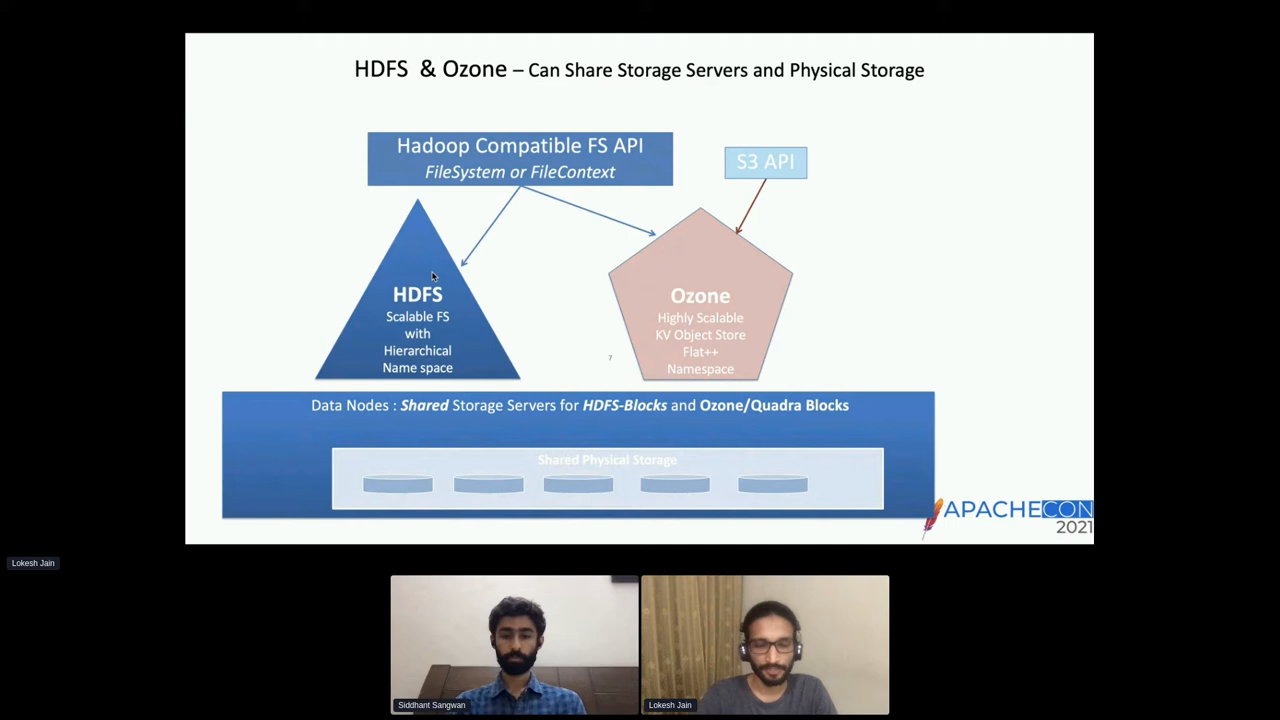 HDFS & Ozone – Can Share Storage Servers and Physical Storage
Hadoop Compatible FS API
FileSystem or FileContext
S3 API
HDFS
Scalable FS
with
Hierarchical
Name space
Ozone
Highly Scalable
KV Object Store
Flat++
Namespace
7
Data Nodes : Shared Storage Servers for HDFS-Blocks and Ozone/Quadra Blocks
Shared Physical Storage
APACHECON
2021
Lokesh Jain
Siddhant Sangwan
Lokesh Jain